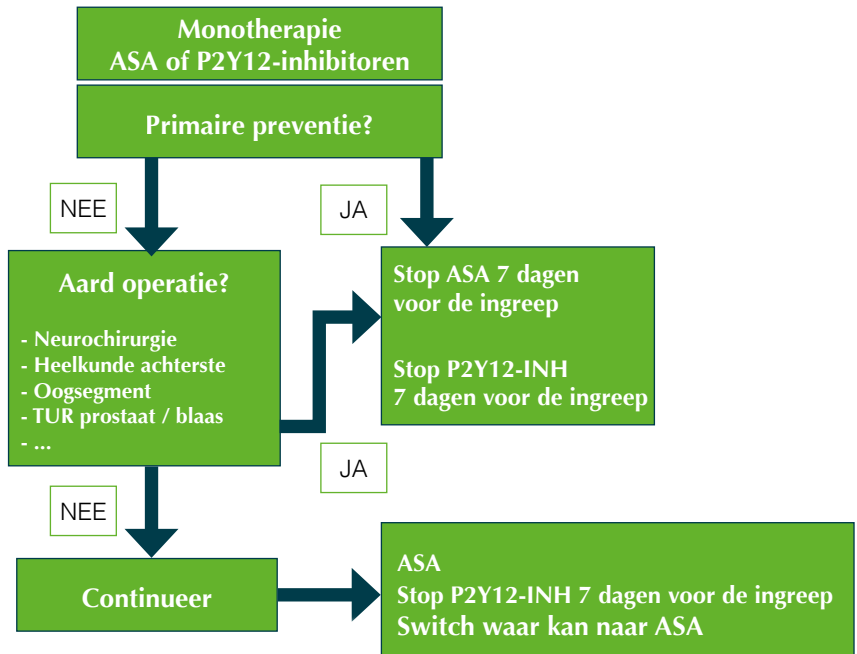 Monotherapie
ASA of P2Y12-inhibitoren
Primaire preventie?
NEE
JA
Aard operatie?
- Neurochirurgie
- Heelkunde achterste
- Oogsegment
- TUR prostaat / blaas
- ...
Stop ASA 7 dagen
voor de ingreep
Stop P2Y12-INH
7 dagen voor de ingreep
JA
NEE
Continueer
ASA
Stop P2Y12-INH 7 dagen voor de ingreep
Switch waar kan naar ASA